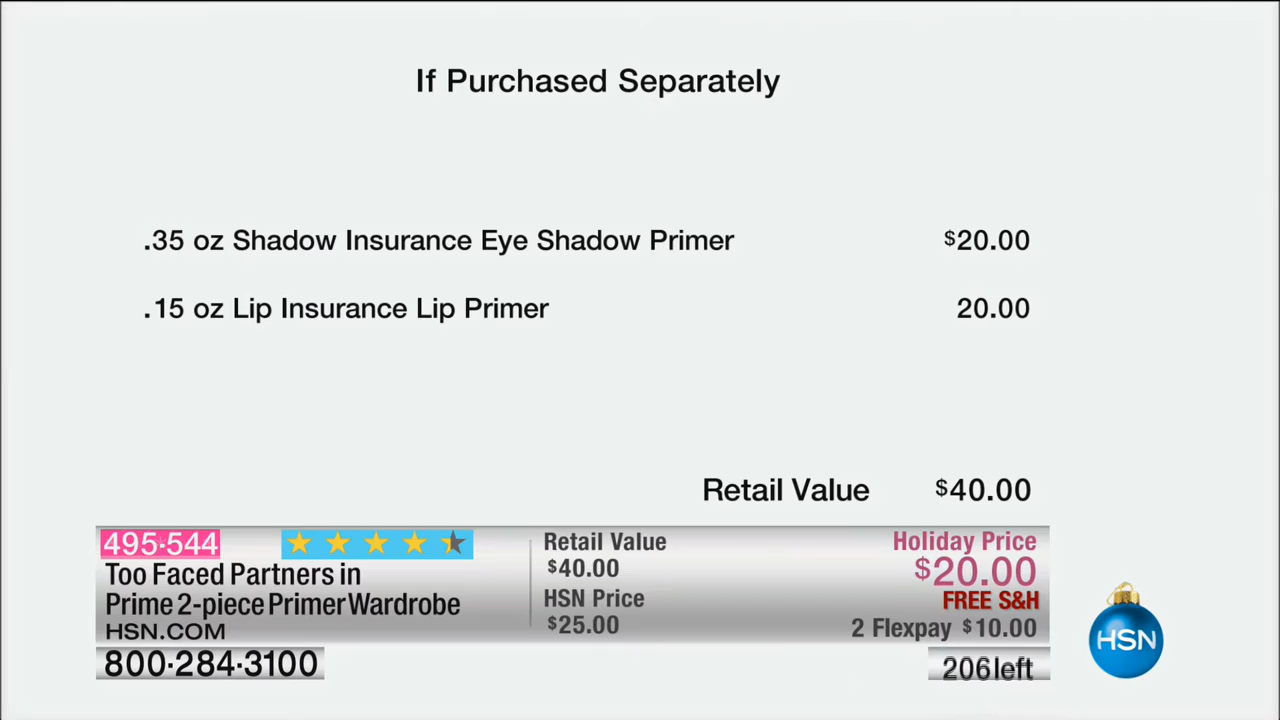 If Purchased Separately
.35 oz Shadow Insurance Eye Shadow Primer $20.00
.15 oz Lip Insurance Lip Primer 20.00
Retail Value $40.00
495-544
Too Faced Partners in
Prime 2-piece Primer Wardrobe
HSN.COM
800-284-3100
Retail Value
$40.00
HSN Price
$25.00
Holiday Price
$20.00
FREE S&H
2 Flexpay $10.00
206 left
HSN